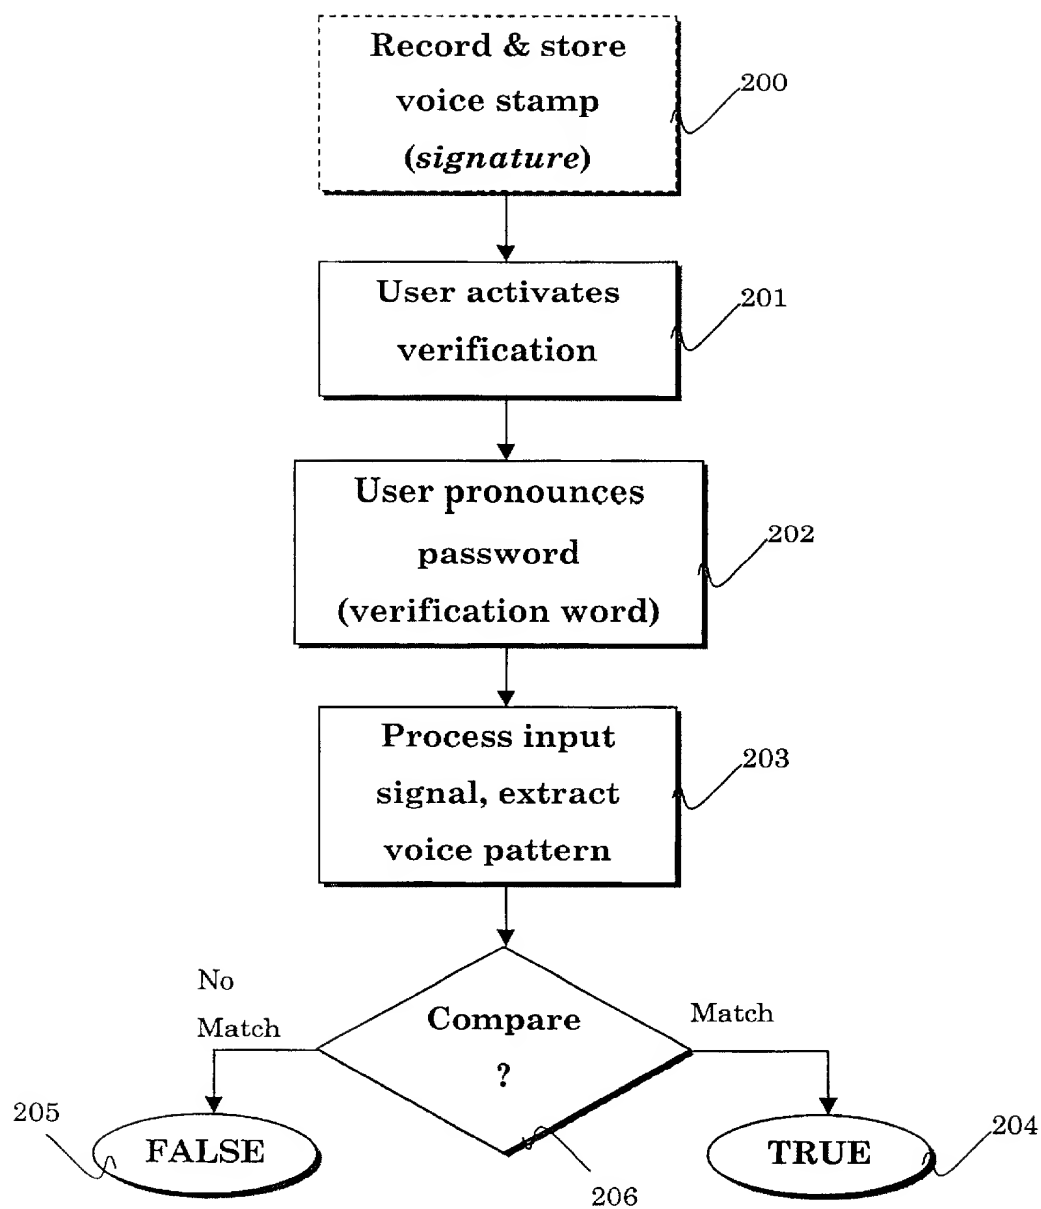 Record & store
voice stamp
(signature)
200
User activates
verification
201
User pronounces
password
(verification word)
202
Process input
signal, extract
voice pattern
203
No
Match
Compare
?
Match
205
FALSE
206
TRUE
204